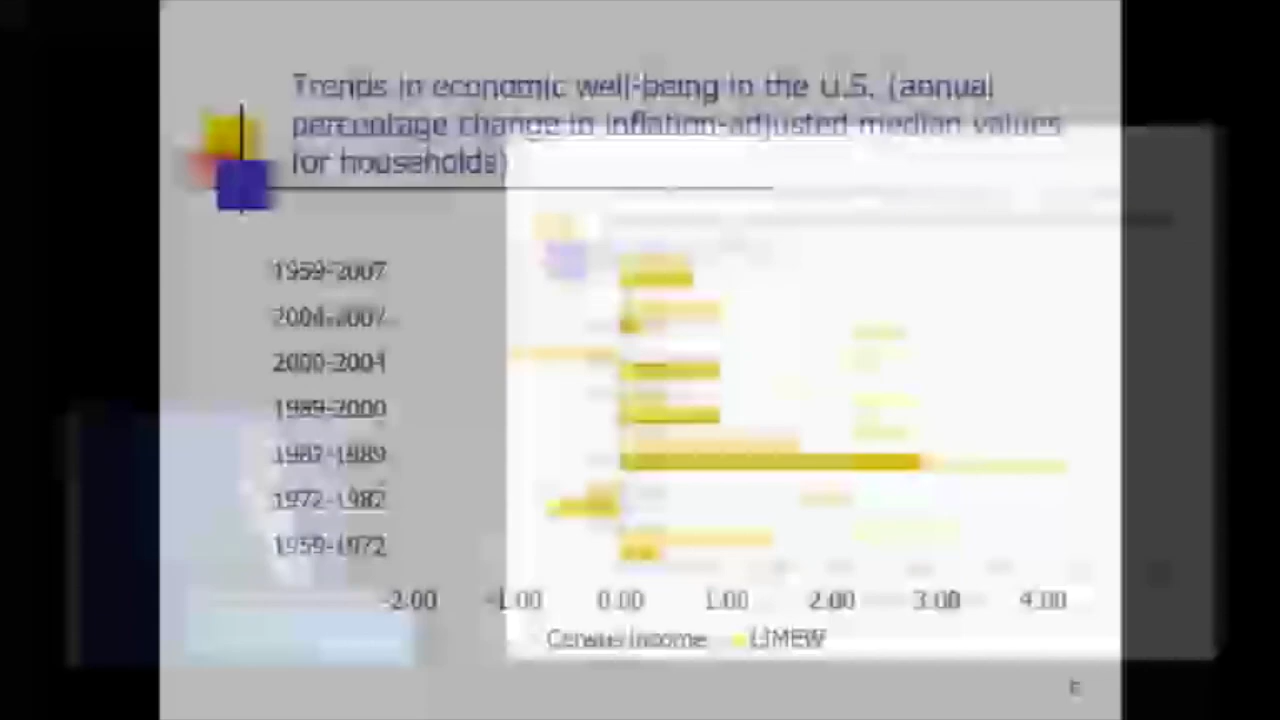 Trends in economic well-being in the U.S. (annual
percentage change in inflation-adjusted median values
for households)
1959-2007
2004-2007
2000-2004
1989-2000
1982-1989
1972-1982
1959-1972
-2.00 -1.00 0.00 1.00 2.00 3.00 4.00
Census income LIMEW